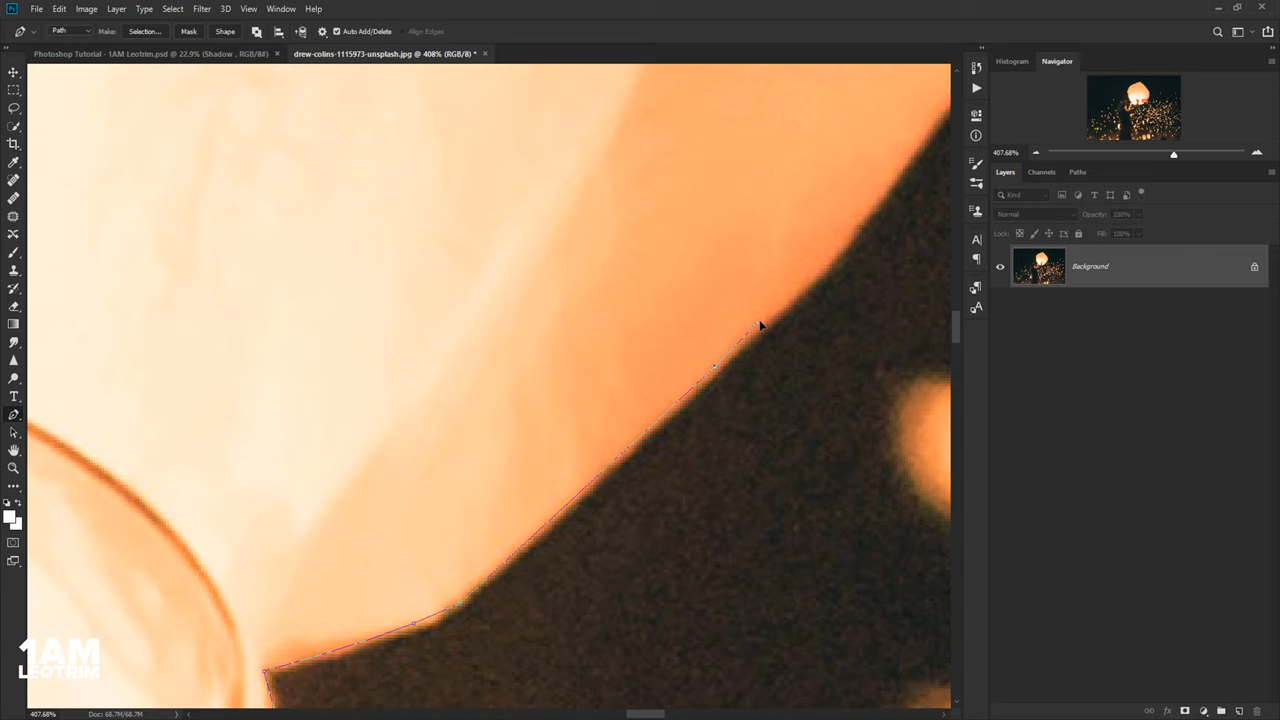 Ps File Edit Image Layer Type Select Filter 3D View Window Help
Path Make: Selection... Mask Shape Auto Add/Delete Align Edges
Photoshop Tutorial - 1AM Leotrim.psd @ 22.9% (Shadow , RGB/8#) × drew-colins-1115973-unsplash.jpg @ 408% (RGB/8) * ×
Histogram Navigator
407.68%
Layers Channels Paths
Kind
Normal Opacity: 100%
Lock: Fill: 100%
Background
1AM
LEOTRIM
407.68% Doc: 68.7M/68.7M